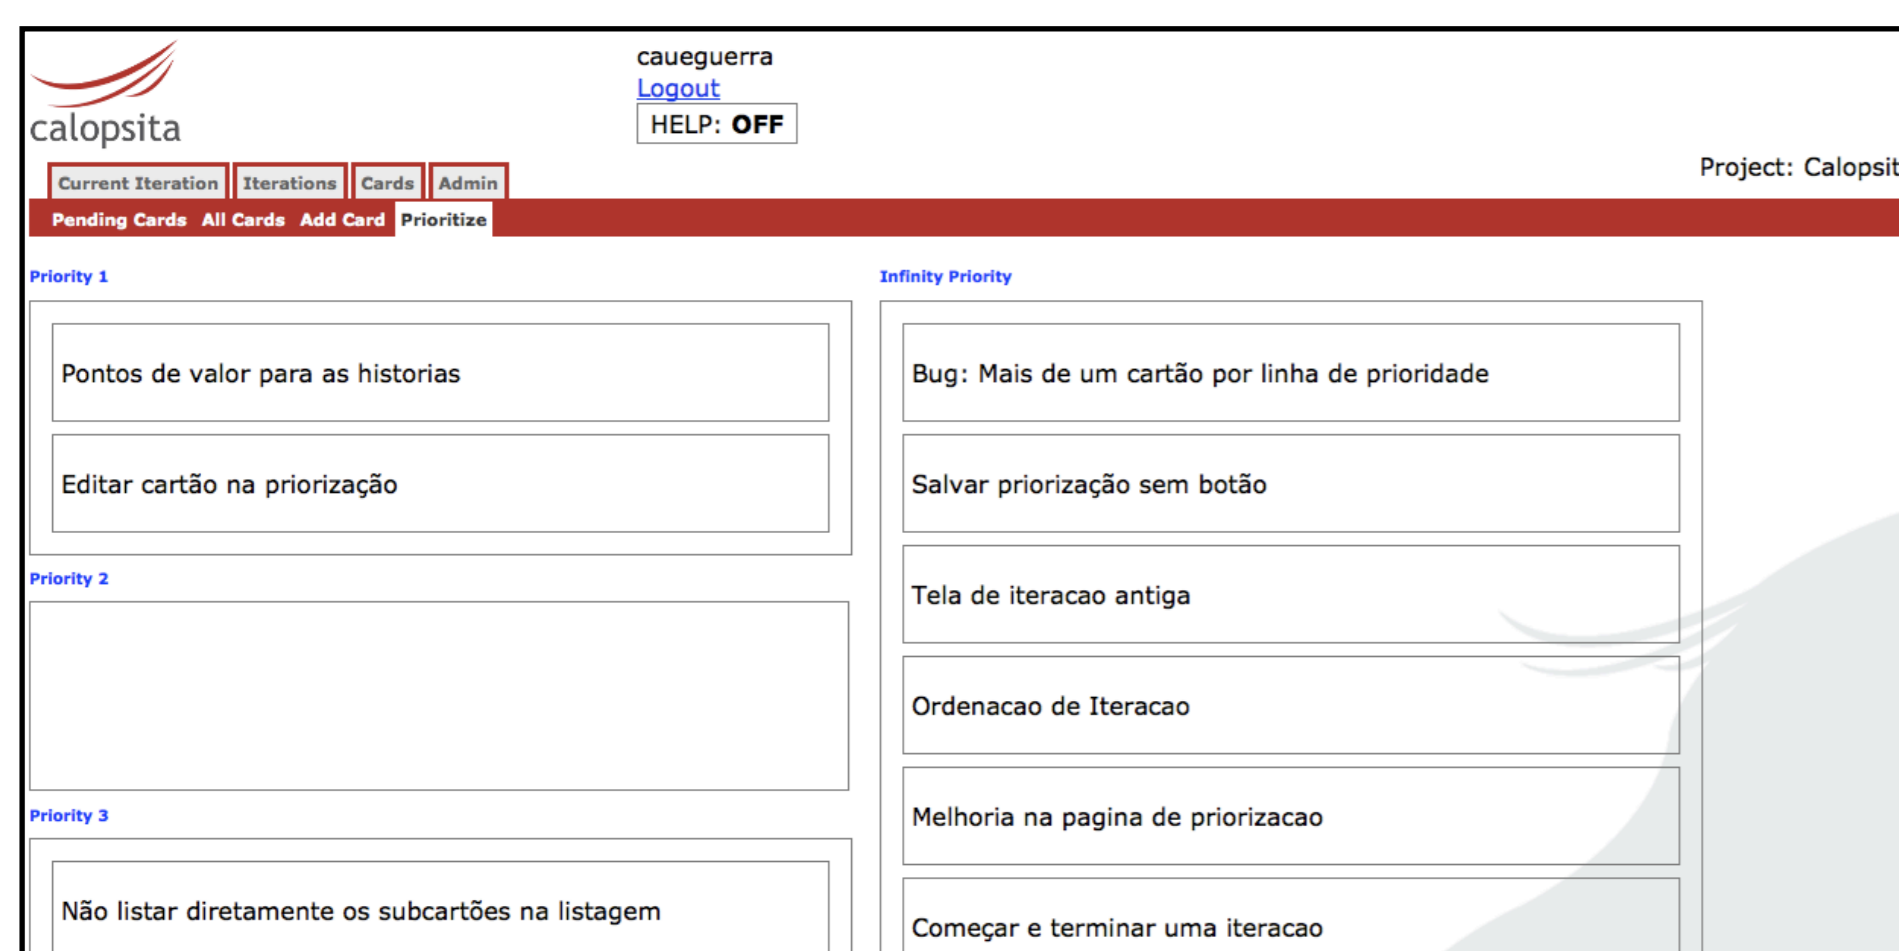 calopsita
caueguerra
Logout
HELP: OFF
Project: Calopsit
Current Iteration Iterations Cards Admin
Pending Cards All Cards Add Card Prioritize
Priority 1
Pontos de valor para as historias
Editar cartão na priorização
Priority 2
Priority 3
Não listar diretamente os subcartões na listagem
Infinity Priority
Bug: Mais de um cartão por linha de prioridade
Salvar priorização sem botão
Tela de iteracao antiga
Ordenacao de Iteracao
Melhoria na pagina de priorizacao
Começar e terminar uma iteracao